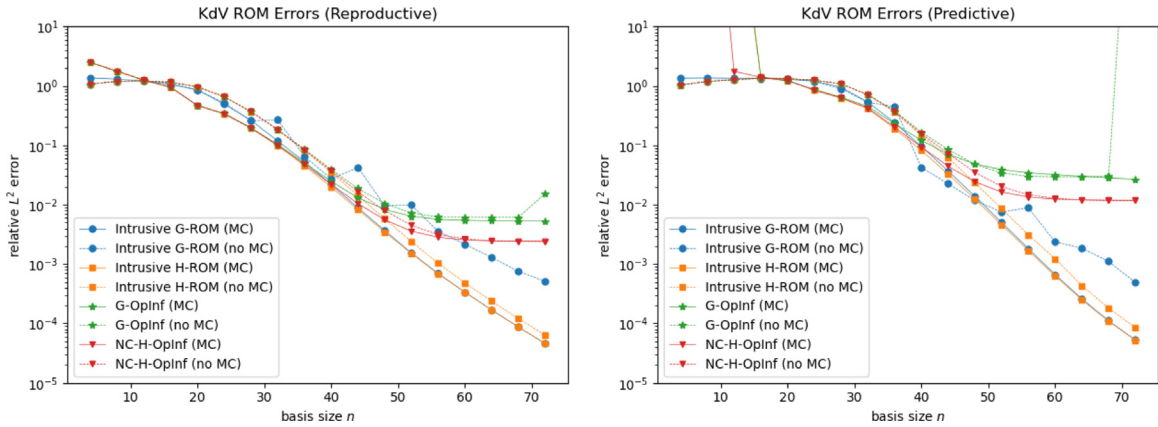 KdV ROM Errors (Reproductive)
10^1
10^0
10^-1
10^-2
10^-3
10^-4
10^-5
relative L^2 error
Intrusive G-ROM (MC)
Intrusive G-ROM (no MC)
Intrusive H-ROM (MC)
Intrusive H-ROM (no MC)
G-OpInf (MC)
G-OpInf (no MC)
NC-H-OpInf (MC)
NC-H-OpInf (no MC)
10 20 30 40 50 60 70
basis size n
KdV ROM Errors (Predictive)
10^1
10^0
10^-1
10^-2
10^-3
10^-4
10^-5
relative L^2 error
Intrusive G-ROM (MC)
Intrusive G-ROM (no MC)
Intrusive H-ROM (MC)
Intrusive H-ROM (no MC)
G-OpInf (MC)
G-OpInf (no MC)
NC-H-OpInf (MC)
NC-H-OpInf (no MC)
10 20 30 40 50 60 70
basis size n